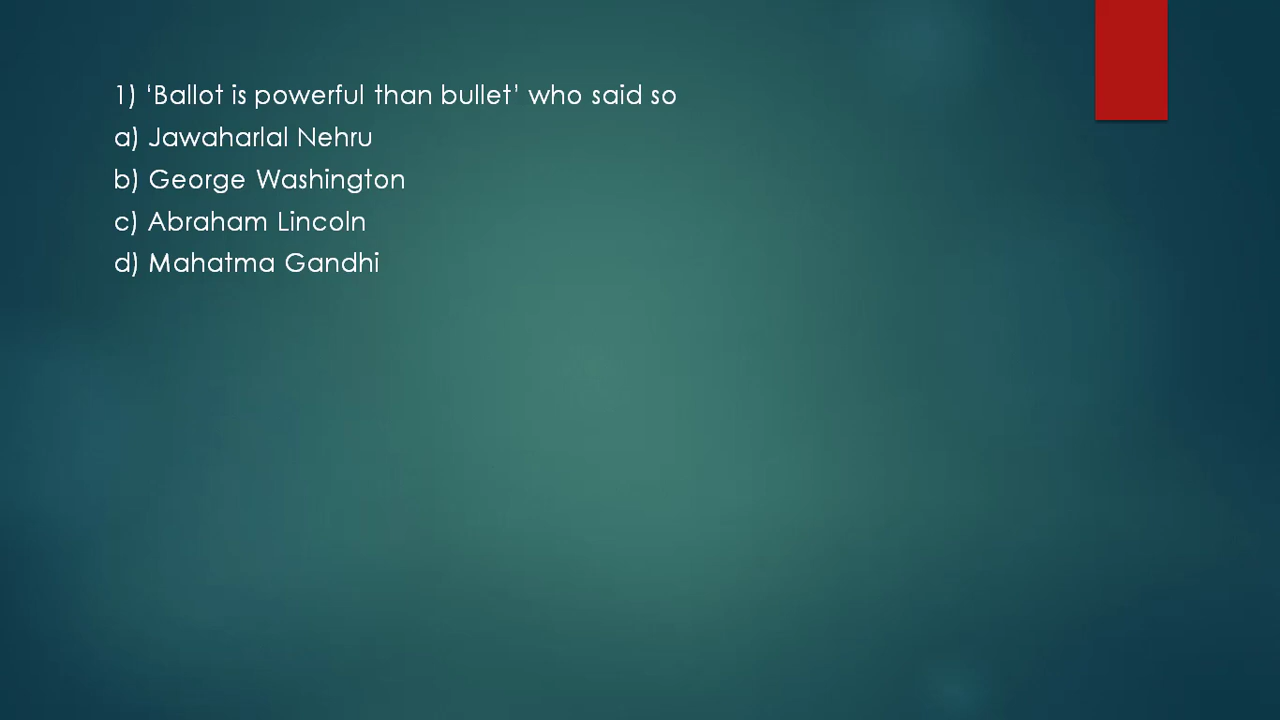 1) ‘Ballot is powerful than bullet’ who said so
a) Jawaharlal Nehru
b) George Washington
c) Abraham Lincoln
d) Mahatma Gandhi